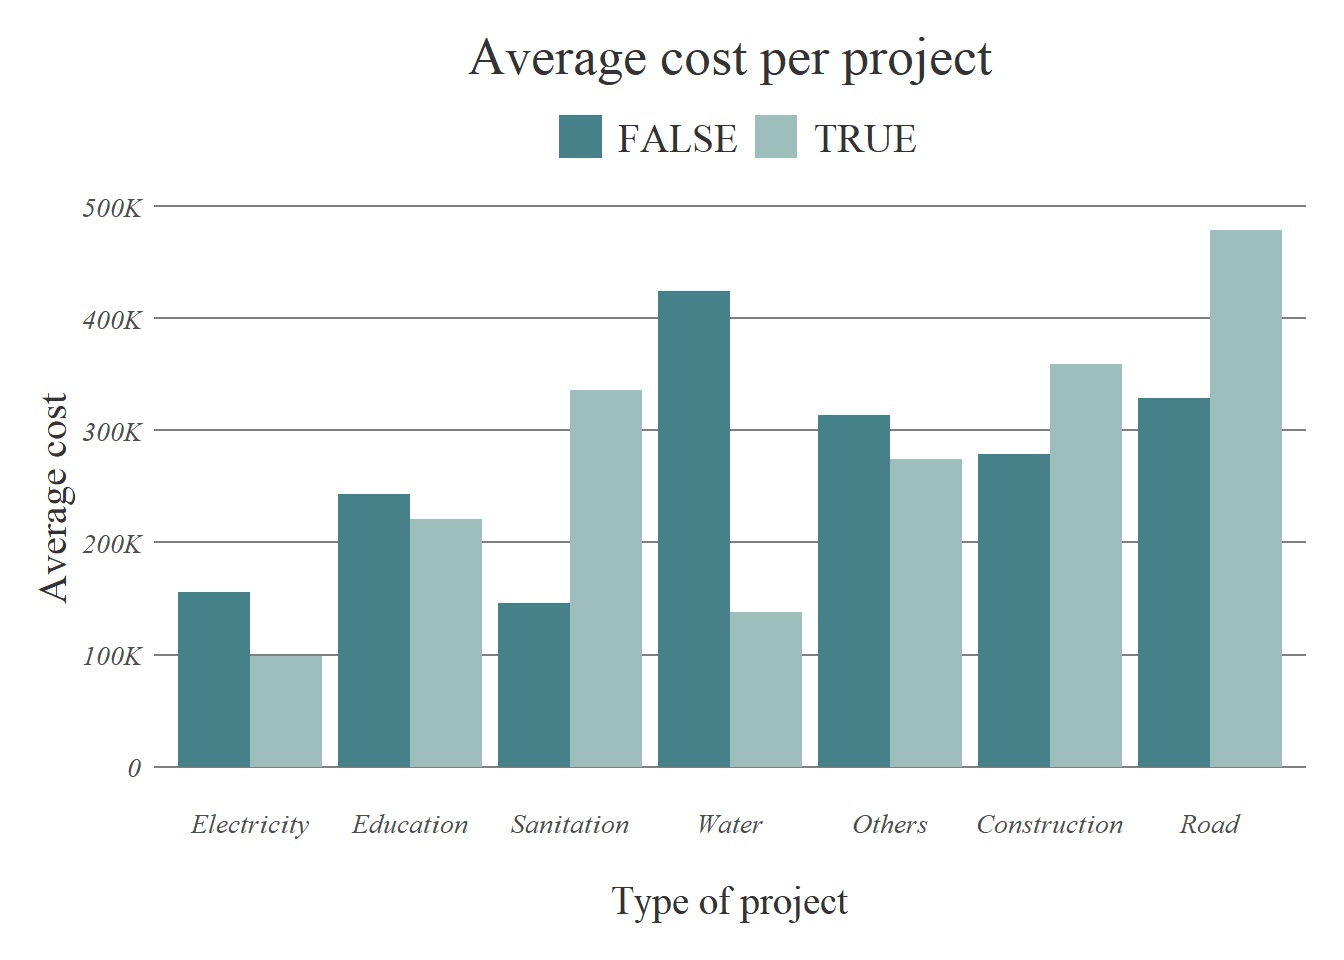 Average cost per project
FALSE TRUE
500K
400K
300K
200K
100K
0
Average cost
Electricity Education Sanitation Water Others Construction Road
Type of project